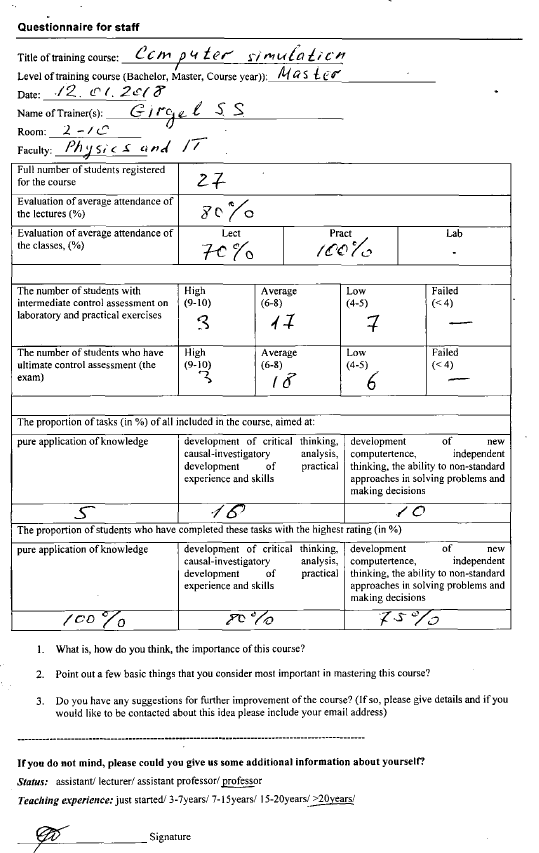 Questionnaire for staff
Title of training course: Computer simulation
Level of training course (Bachelor, Master, Course year)): Master
Date: 12.01.2018
Name of Trainer(s): Girgel S.S
Room: 2-10
Faculty: Physics and IT
Full number of students registered for the course 27
Evaluation of average attendance of the lectures (%) 80%
Evaluation of average attendance of the classes, (%) Lect 70% Pract 100% Lab -
The number of students with intermediate control assessment on laboratory and practical exercises High (9-10) 3 Average (6-8) 17 Low (4-5) 7 Failed (< 4) —
The number of students who have ultimate control assessment (the exam) High (9-10) 3 Average (6-8) 18 Low (4-5) 6 Failed (< 4) —
The proportion of tasks (in %) of all included in the course, aimed at:
pure application of knowledge
development of critical thinking, causal-investigatory analysis, development of practical experience and skills
development of new computertence, independent thinking, the ability to non-standard approaches in solving problems and making decisions
5 16 10
The proportion of students who have completed these tasks with the highest rating (in %)
pure application of knowledge
development of critical thinking, causal-investigatory analysis, development of practical experience and skills
development of new computertence, independent thinking, the ability to non-standard approaches in solving problems and making decisions
100% 80% 75%
1. What is, how do you think, the importance of this course?
2. Point out a few basic things that you consider most important in mastering this course?
3. Do you have any suggestions for further improvement of the course? (If so, please give details and if you
would like to be contacted about this idea please include your email address)
If you do not mind, please could you give us some additional information about yourself?
Status: assistant/ lecturer/ assistant professor/ professor
Teaching experience: just started/ 3-7years/ 7-15years/ 15-20years/ >20years/
Signature